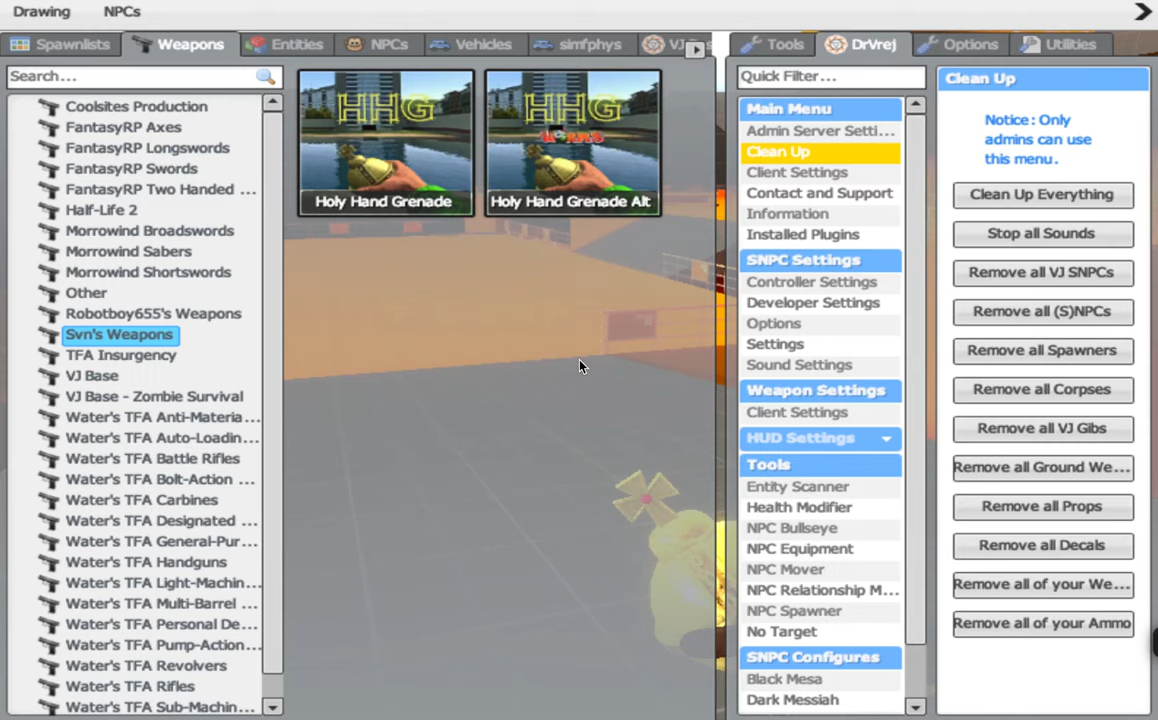 Drawing NPCs
Spawnlists Weapons Entities NPCs Vehicles simfphys
Tools DrVrej Options Utilities
Search...
Coolsites Production
FantasyRP Axes
FantasyRP Longswords
FantasyRP Swords
FantasyRP Two Handed ...
Half-Life 2
Morrowind Broadswords
Morrowind Sabers
Morrowind Shortswords
Other
Robotboy655's Weapons
Svn's Weapons
TFA Insurgency
VJ Base
VJ Base - Zombie Survival
Water's TFA Anti-Materia...
Water's TFA Auto-Loadin...
Water's TFA Battle Rifles
Water's TFA Bolt-Action ...
Water's TFA Carbines
Water's TFA Designated ...
Water's TFA General-Pur...
Water's TFA Handguns
Water's TFA Light-Machin...
Water's TFA Multi-Barrel ...
Water's TFA Personal De...
Water's TFA Pump-Action...
Water's TFA Revolvers
Water's TFA Rifles
Water's TFA Sub-Machin...
HHG
Holy Hand Grenade
HHG
Holy Hand Grenade Alt
Quick Filter...
Main Menu
Admin Server Setti...
Clean Up
Client Settings
Contact and Support
Information
Installed Plugins
SNPC Settings
Controller Settings
Developer Settings
Options
Settings
Sound Settings
Weapon Settings
Client Settings
HUD Settings
Tools
Entity Scanner
Health Modifier
NPC Bullseye
NPC Equipment
NPC Mover
NPC Relationship M...
NPC Spawner
No Target
SNPC Configures
Black Mesa
Dark Messiah
Clean Up
Notice: Only
admins can use
this menu.
Clean Up Everything
Stop all Sounds
Remove all VJ SNPCs
Remove all (S)NPCs
Remove all Spawners
Remove all Corpses
Remove all VJ Gibs
Remove all Ground We...
Remove all Props
Remove all Decals
Remove all of your We...
Remove all of your Ammo